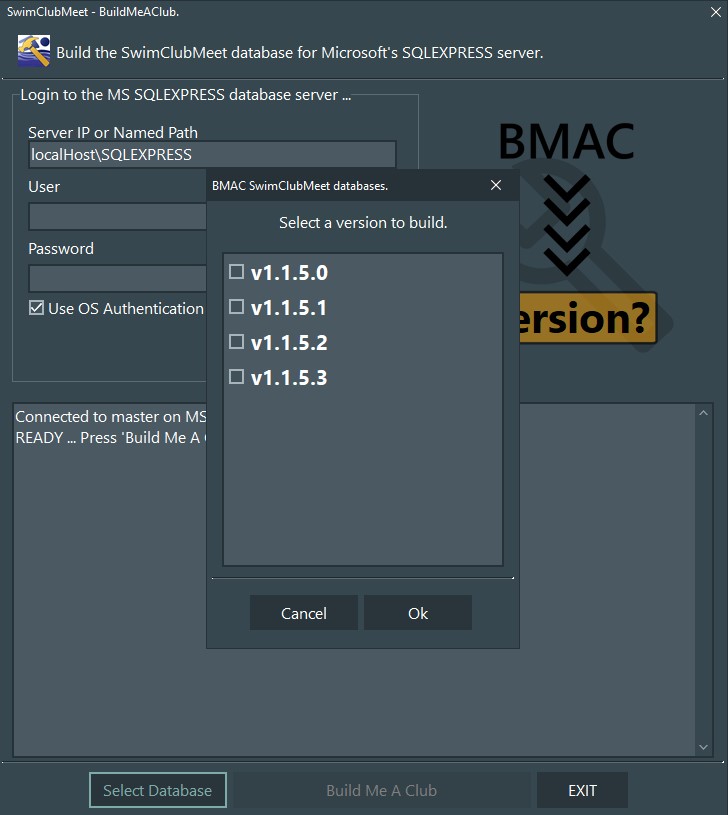 SwimClubMeet - BuildMeAClub.
Build the SwimClubMeet database for Microsoft's SQLEXPRESS server.
Login to the MS SQLEXPRESS database server ...
Server IP or Named Path
localHost\SQLEXPRESS
User
Password
Use OS Authentication
BMAC
ersion?
BMAC SwimClubMeet databases.
Select a version to build.
v1.1.5.0
v1.1.5.1
v1.1.5.2
v1.1.5.3
Cancel Ok
Connected to master on MS
READY ... Press 'Build Me A
Select Database Build Me A Club EXIT